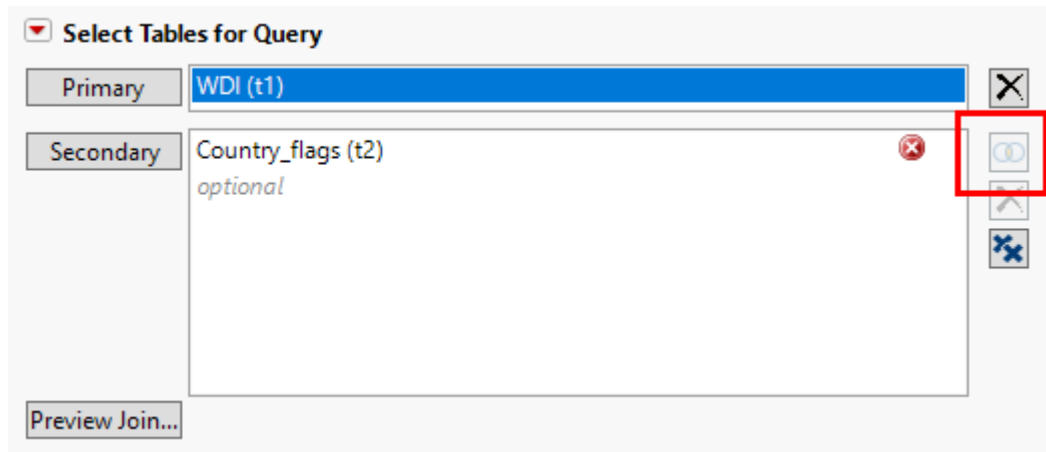 Select Tables for Query
Primary
WDI (t1)
Secondary
Country_flags (t2)
optional
Preview Join...